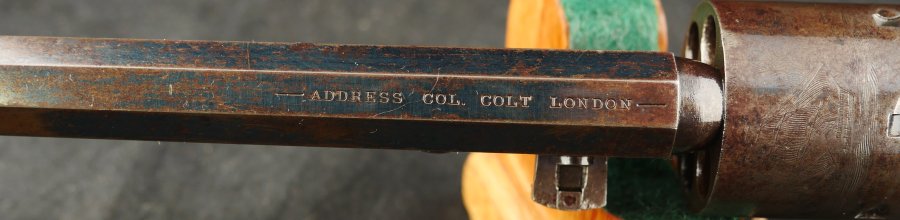 — ADDRESS COL. COLT LONDON —